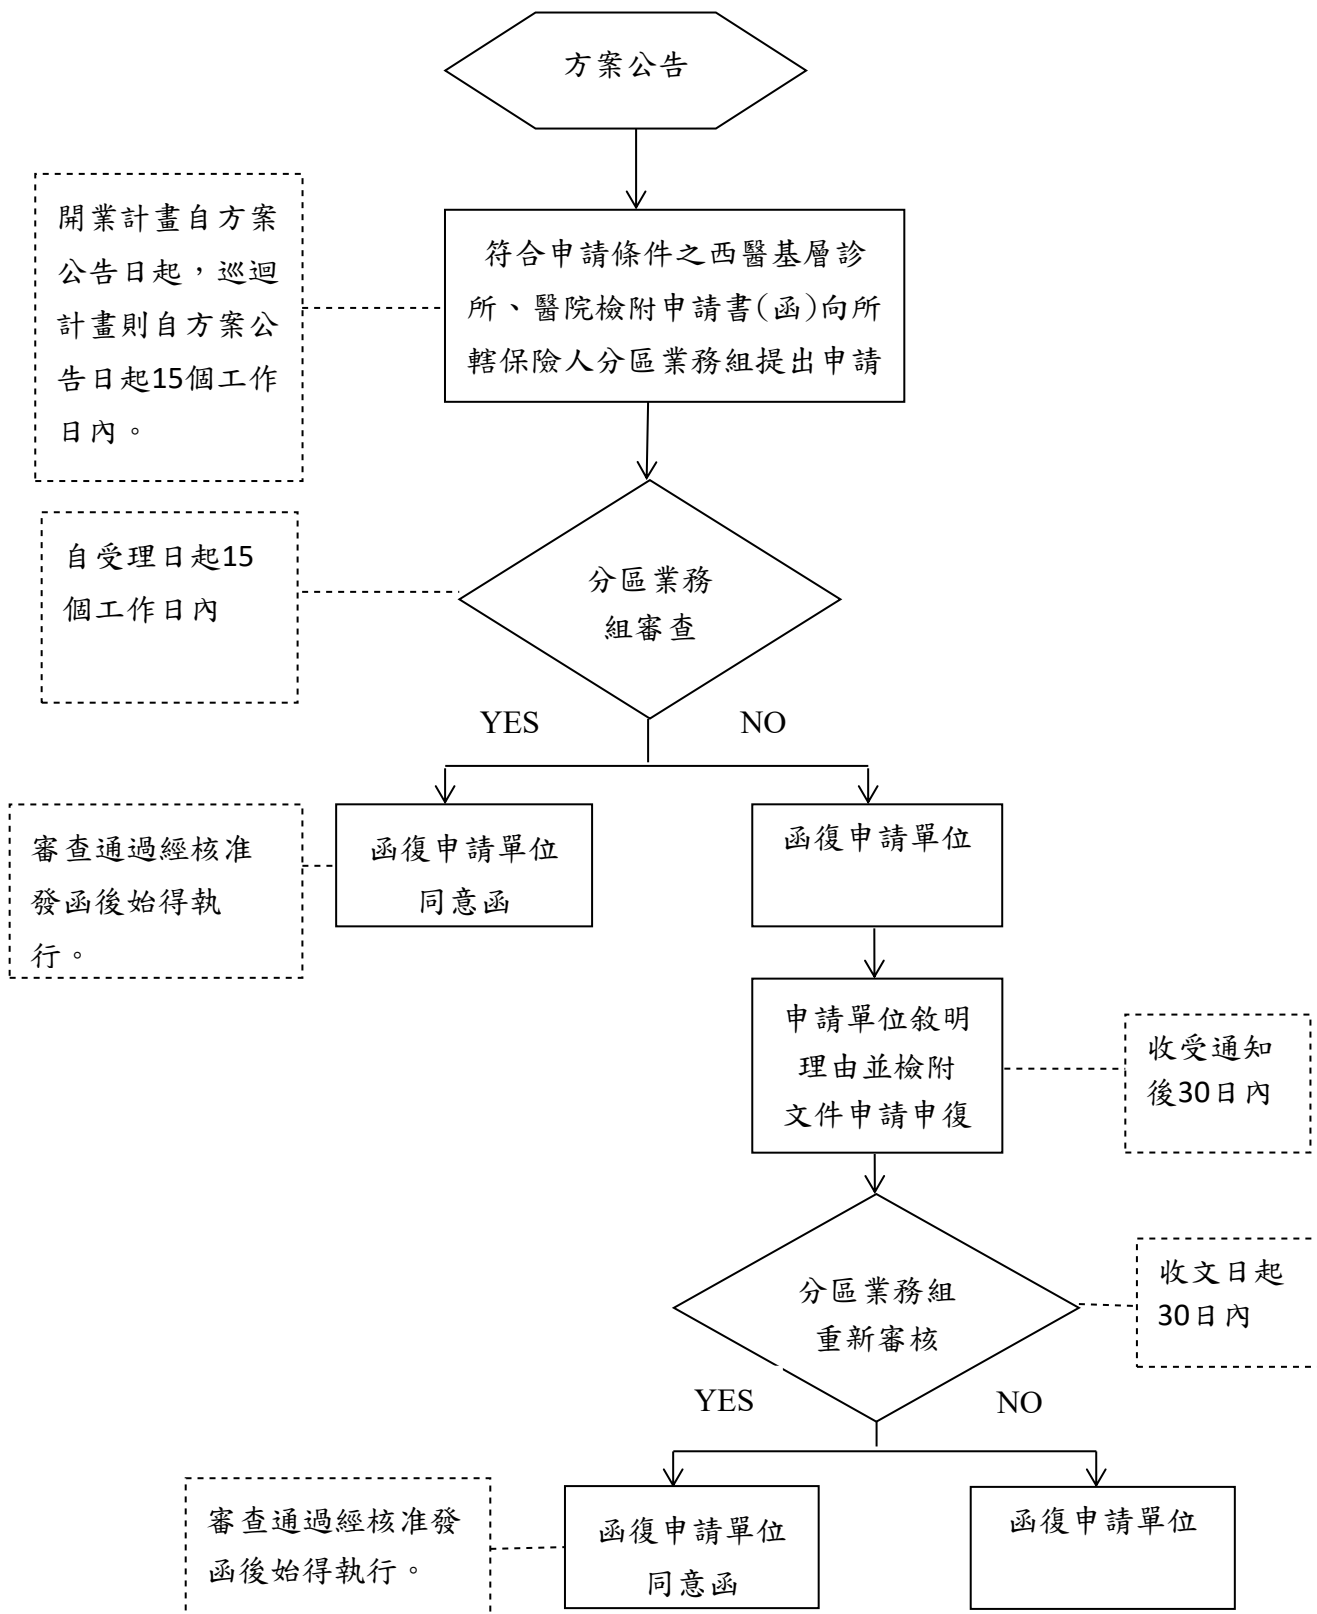 方案公告
開業計畫自方案
公告日起，巡迴
計畫則自方案公
告日起15個工作
日內。
符合申請條件之西醫基層診
所、醫院檢附申請書(函)向所
轄保險人分區業務組提出申請
自受理日起15
個工作日內
分區業務
組審查
YES
NO
審查通過經核准
發函後始得執
行。
函復申請單位
同意函
函復申請單位
申請單位敘明
理由並檢附
文件申請申復
收受通知
後30日內
分區業務組
重新審核
收文日起
30日內
YES
NO
審查通過經核准發
函後始得執行。
函復申請單位
同意函
函復申請單位